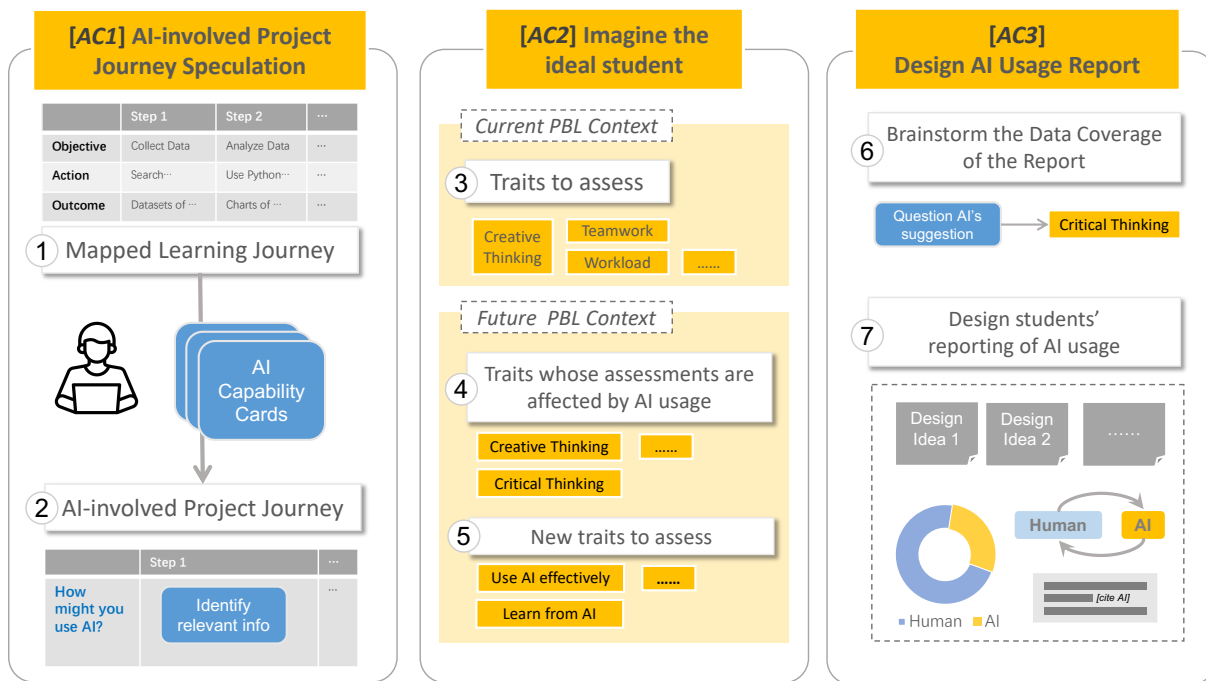 [AC1] AI-involved Project
Journey Speculation
Step 1 Step 2 ...
Objective Collect Data Analyze Data ...
Action Search... Use Python... ...
Outcome Datasets of ... Charts of ... ...
1 Mapped Learning Journey
AI
Capability
Cards
2 AI-involved Project Journey
Step 1 ...
How
might you
use AI?
Identify
relevant info
...
[AC2] Imagine the
ideal student
Current PBL Context
3 Traits to assess
Creative
Thinking
Teamwork
Workload
......
Future PBL Context
4 Traits whose assessments are
affected by AI usage
Creative Thinking ......
Critical Thinking
5 New traits to assess
Use AI effectively ......
Learn from AI
[AC3]
Design AI Usage Report
6 Brainstorm the Data Coverage
of the Report
Question AI's
suggestion
Critical Thinking
7 Design students'
reporting of AI usage
Design
Idea 1
Design
Idea 2
......
Human AI
[cite AI]
Human AI